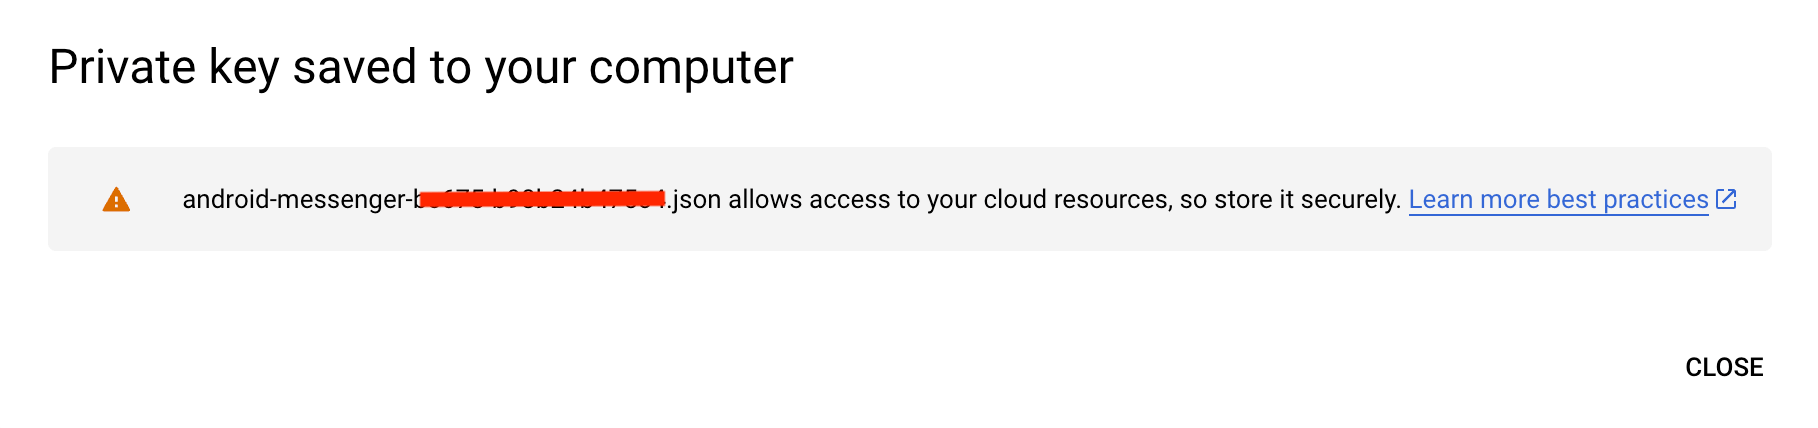 Private key saved to your computer
android-messenger-b .json allows access to your cloud resources, so store it securely. Learn more best practices
CLOSE